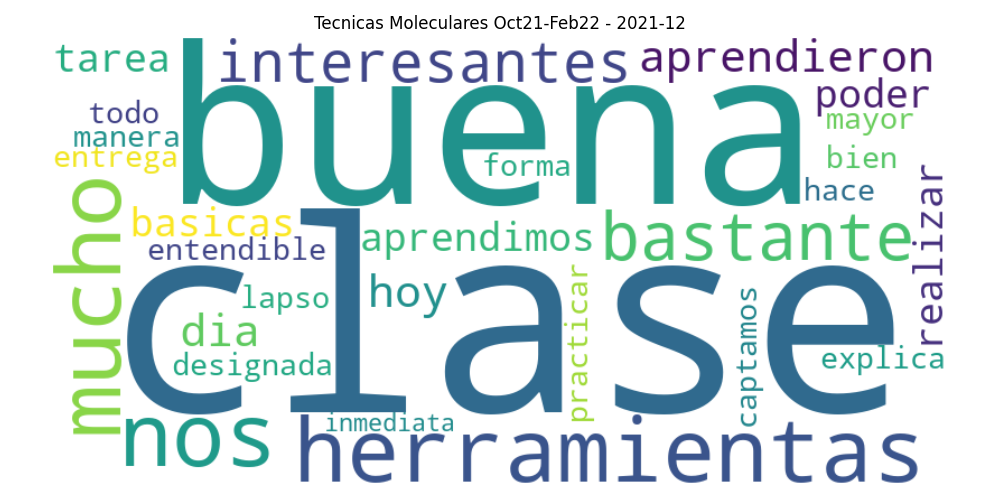 Tecnicas Moleculares Oct21-Feb22 - 2021-12
tarea
interesantes
aprendieron
buena
poder
todo
mayor
manera
entrega
forma
bien
hace
mucho
basicas
bastante
realizar
entendible
aprendimos
clase
hoy
lapso
dia
practicar
captamos
designada
explica
nos
inmediata
herramientas